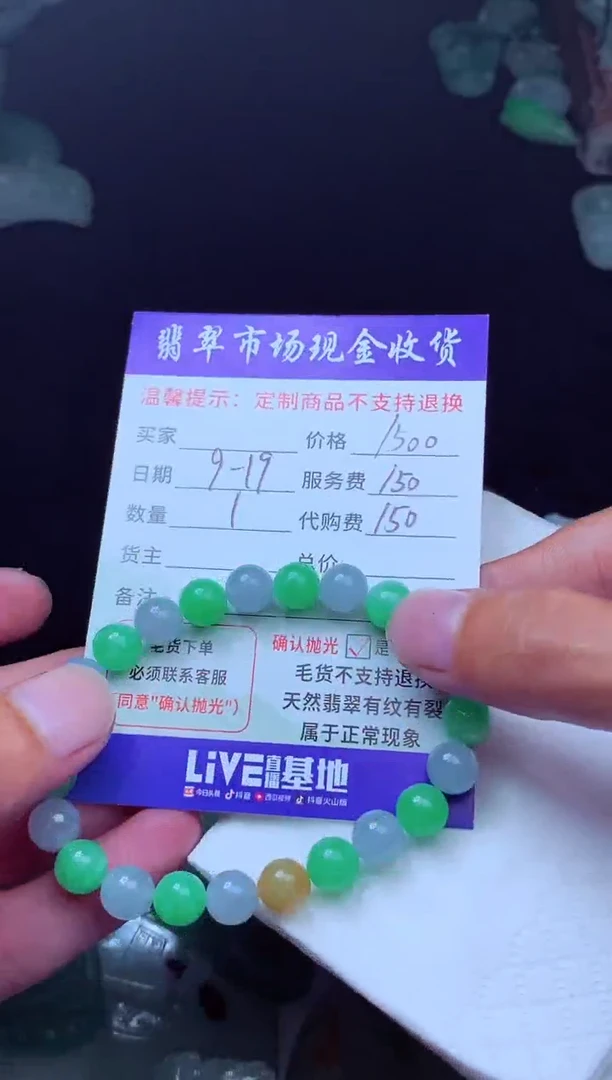 翡翠市场现金收货
温馨提示：定制商品不支持退换
买家 价格 1500
日期 9-19 服务费 150
数量 1 代购费 150
货主 总价
备注
毛货下单 确认抛光 ☑是
必须联系客服 毛货不支持退换
同意"确认抛光") 天然翡翠有纹有裂
属于正常现象
LiVE直播基地
今日头条 抖音 西瓜视频 抖音火山版